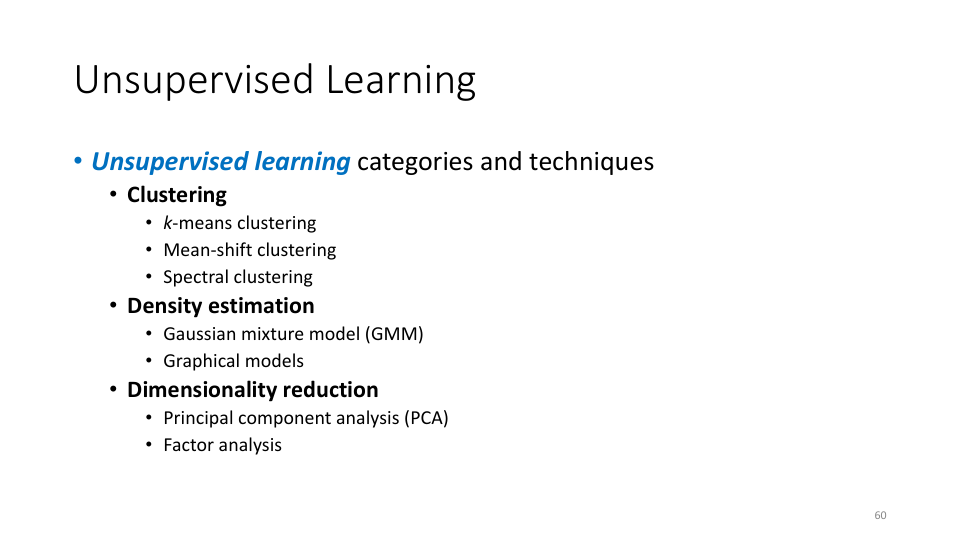 Unsupervised Learning
• Unsupervised learning categories and techniques
• Clustering
• k-means clustering
• Mean-shift clustering
• Spectral clustering
• Density estimation
• Gaussian mixture model (GMM)
• Graphical models
• Dimensionality reduction
• Principal component analysis (PCA)
• Factor analysis
60